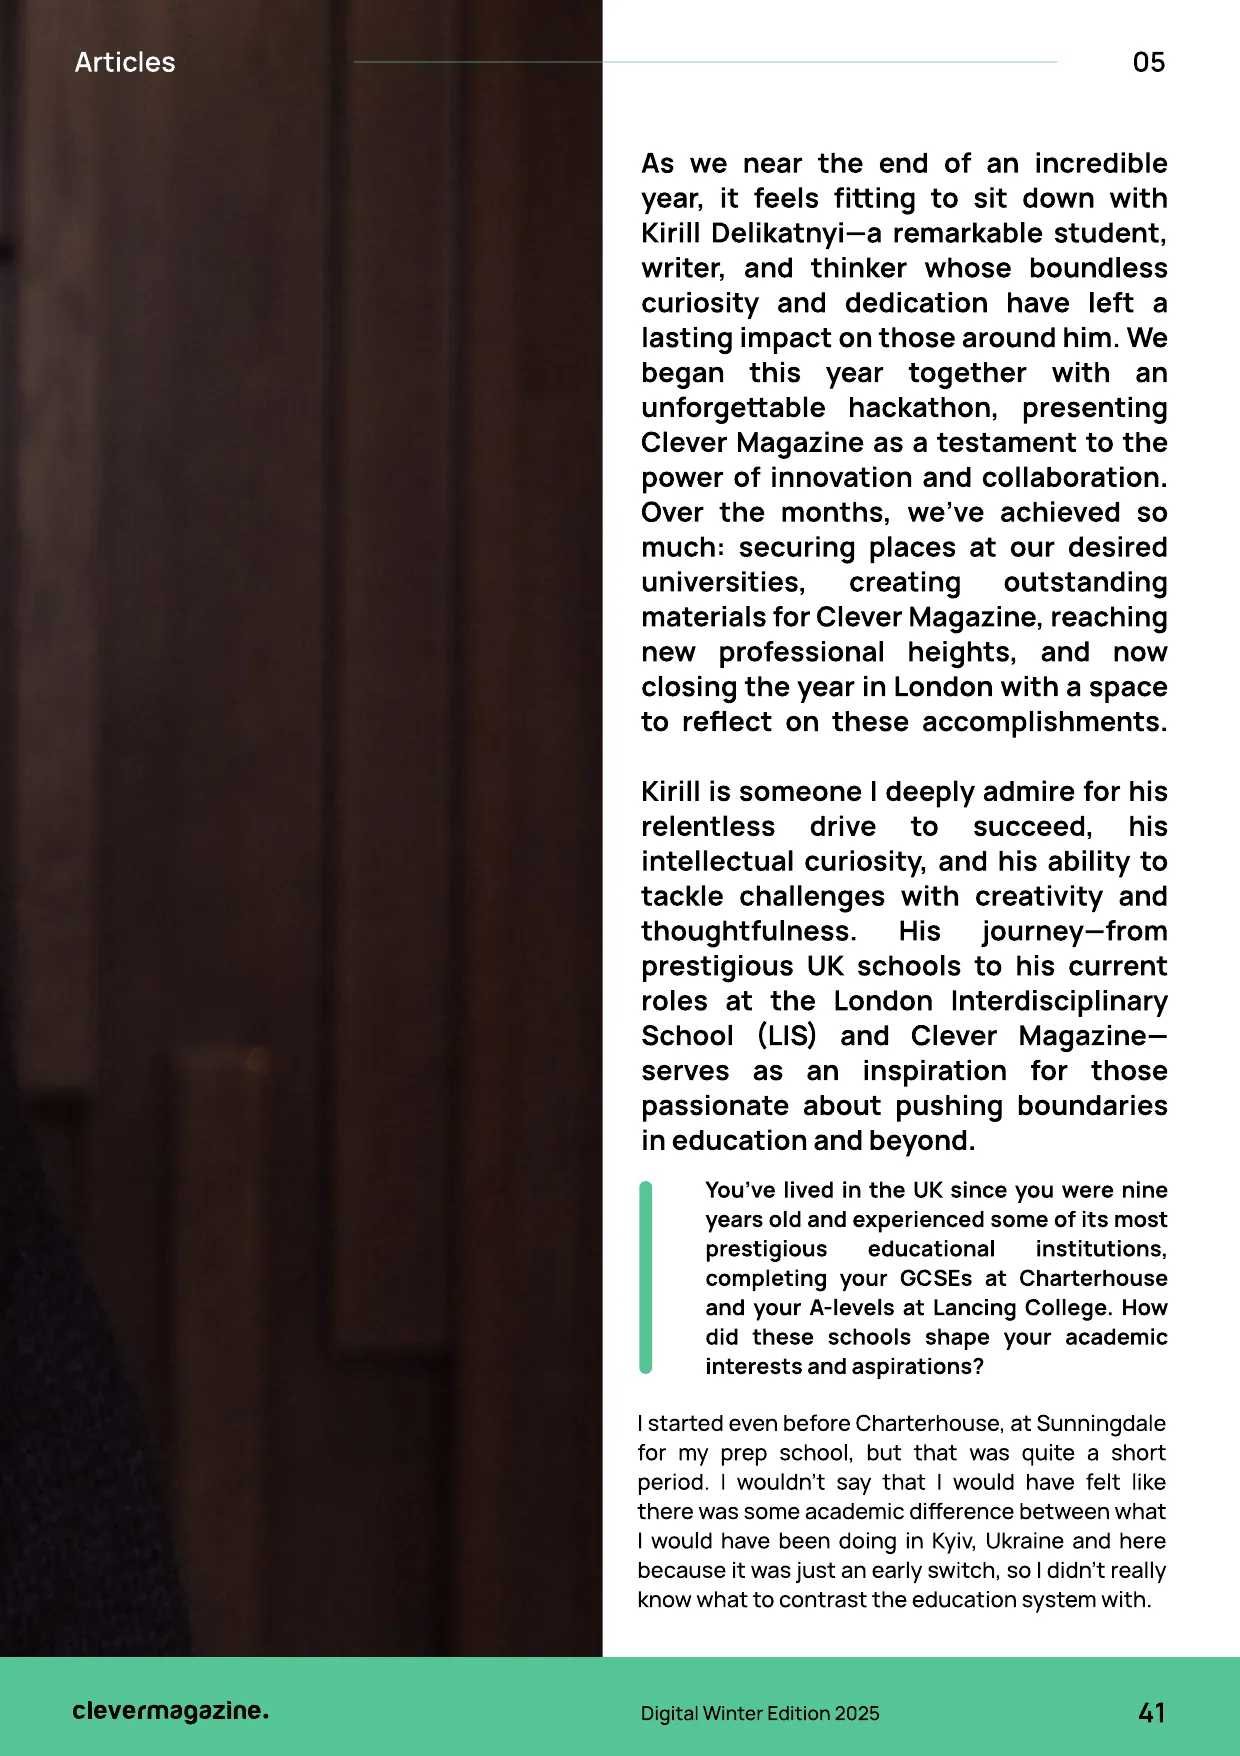 Articles
05
As we near the end of an incredible
year, it feels fitting to sit down with
Kirill Delikatnyi—a remarkable student,
writer, and thinker whose boundless
curiosity and dedication have left a
lasting impact on those around him. We
began this year together with an
unforgettable hackathon, presenting
Clever Magazine as a testament to the
power of innovation and collaboration.
Over the months, we've achieved so
much: securing places at our desired
universities, creating outstanding
materials for Clever Magazine, reaching
new professional heights, and now
closing the year in London with a space
to reflect on these accomplishments.
Kirill is someone I deeply admire for his
relentless drive to succeed, his
intellectual curiosity, and his ability to
tackle challenges with creativity and
thoughtfulness. His journey—from
prestigious UK schools to his current
roles at the London Interdisciplinary
School (LIS) and Clever Magazine—
serves as an inspiration for those
passionate about pushing boundaries
in education and beyond.
You've lived in the UK since you were nine
years old and experienced some of its most
prestigious educational institutions,
completing your GCSEs at Charterhouse
and your A-levels at Lancing College. How
did these schools shape your academic
interests and aspirations?
I started even before Charterhouse, at Sunningdale
for my prep school, but that was quite a short
period. I wouldn't say that I would have felt like
there was some academic difference between what
I would have been doing in Kyiv, Ukraine and here
because it was just an early switch, so I didn't really
know what to contrast the education system with.
clevermagazine.
Digital Winter Edition 2025
41